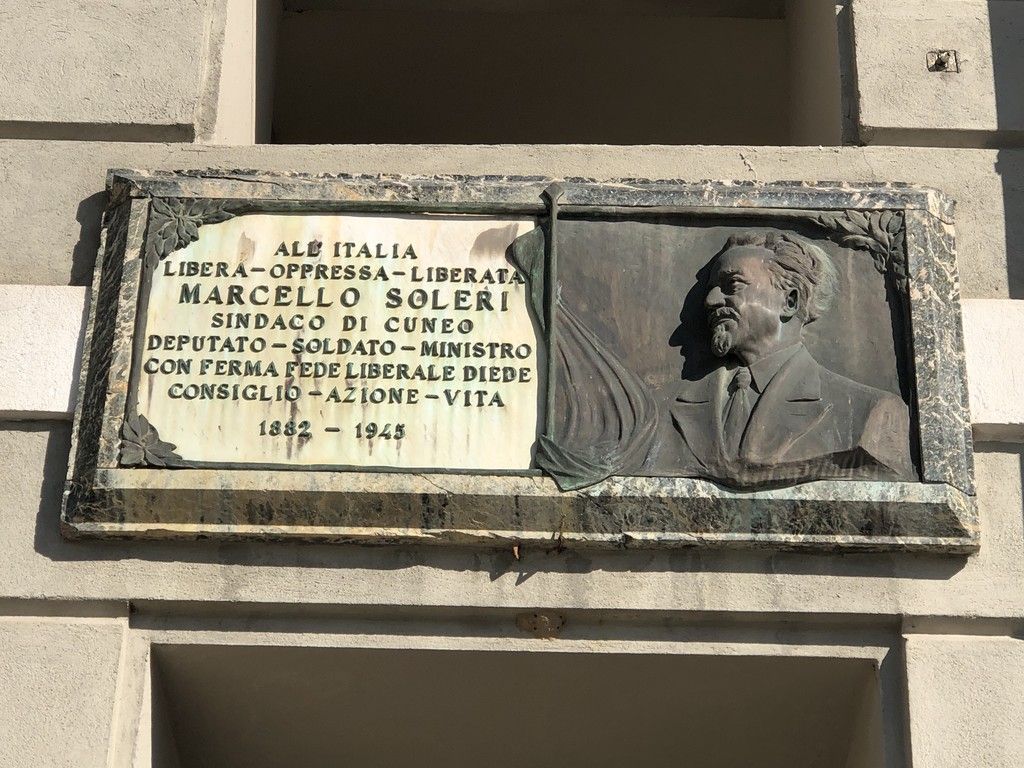 ALL' ITALIA
LIBERA-OPPRESSA-LIBERATA
MARCELLO SOLERI
SINDACO DI CUNEO
DEPUTATO-SOLDATO-MINISTRO
CON FERMA FEDE LIBERALE DIEDE
CONSIGLIO-AZIONE-VITA
1882 - 1945